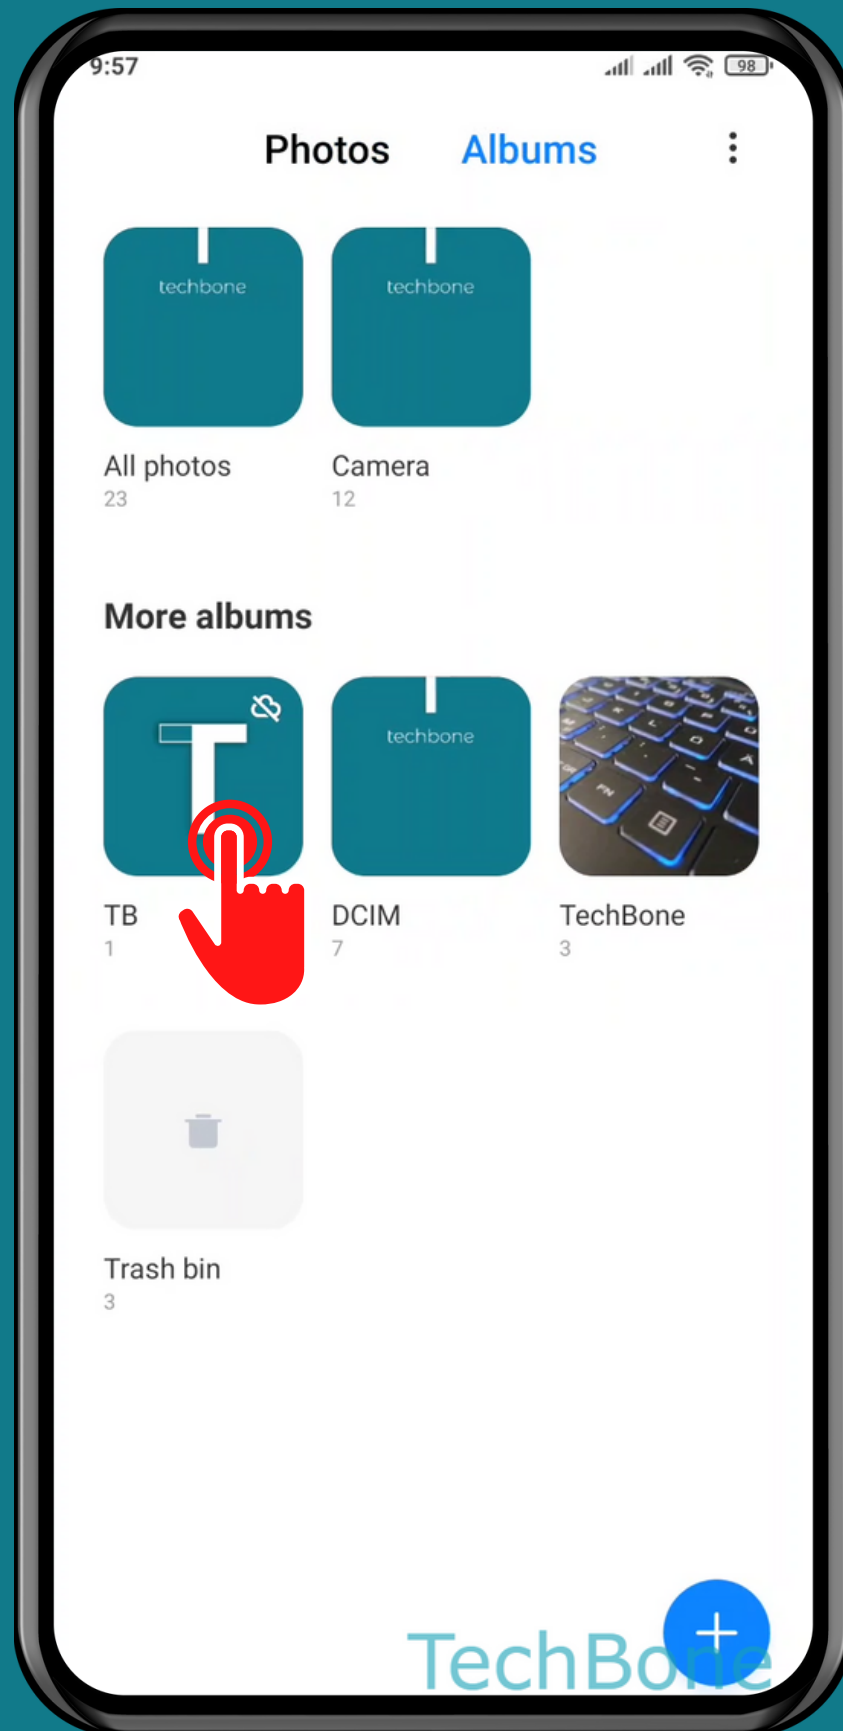 9:57
98
Photos Albums
techbone techbone
All photos Camera
23 12
More albums
techbone
TB DCIM TechBone
1 7 3
Trash bin
3
TechBone